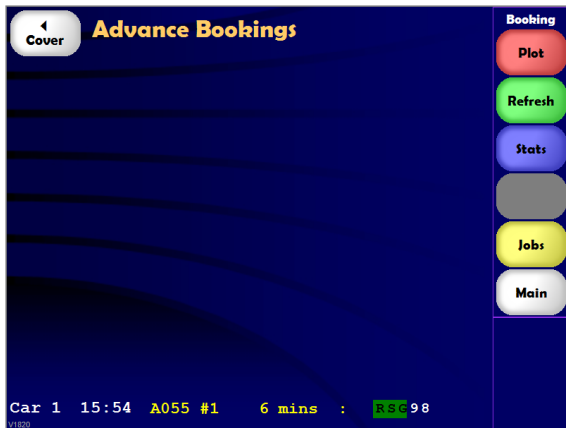 Cover
Advance Bookings
Booking
Plot
Refresh
Stats
Jobs
Main
Car 1 15:54 A055 #1 6 mins : RSG98
V1820